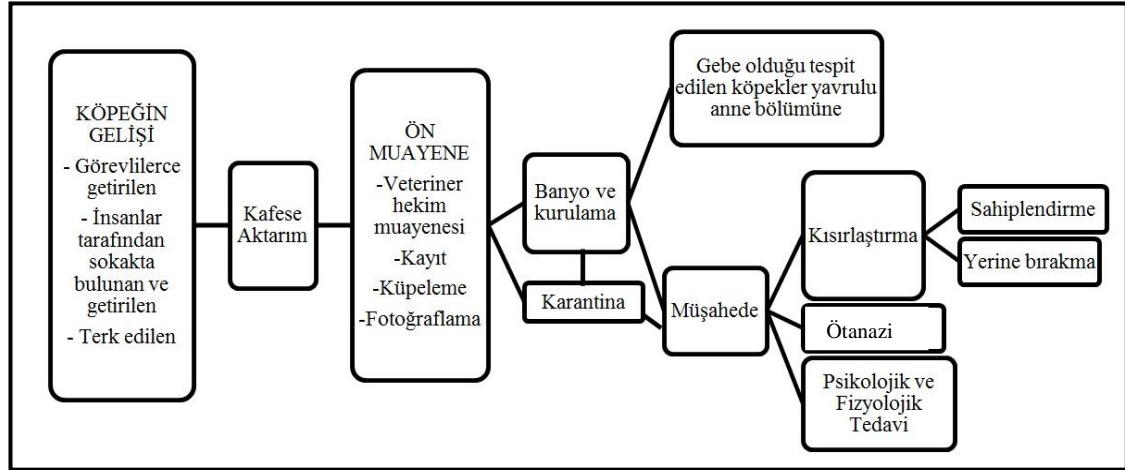 KÖPEĞİN
GELİŞİ
- Görevlilerce
getirilen
- İnsanlar
tarafından
sokakta
bulunan ve
getirilen
- Terk edilen
Kafese
Aktarım
ÖN
MUAYENE
-Veteriner
hekim
muayenesi
-Kayıt
-Küpeleme
-Fotoğraflama
Banyo ve
kurulama
Karantina
Gebe olduğu tespit
edilen köpekler yavrulu
anne bölümüne
Müşahede
Kısırlaştırma
Sahiplendirme
Yerine bırakma
Ötanazi
Psikolojik ve
Fizyolojik
Tedavi